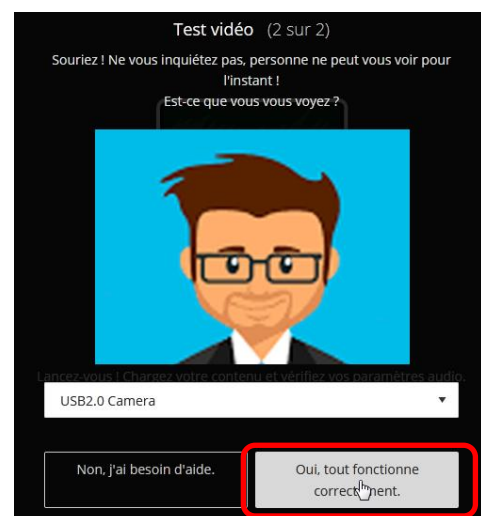 Test vidéo (2 sur 2)
Souriez ! Ne vous inquiétez pas, personne ne peut vous voir pour
l'instant !
Est-ce que vous vous voyez ?
Lancez-vous ! Chargez votre contenu et vérifiez vos paramètres audio.
USB2.0 Camera
Non, j'ai besoin d'aide.
Oui, tout fonctionne
correctement.